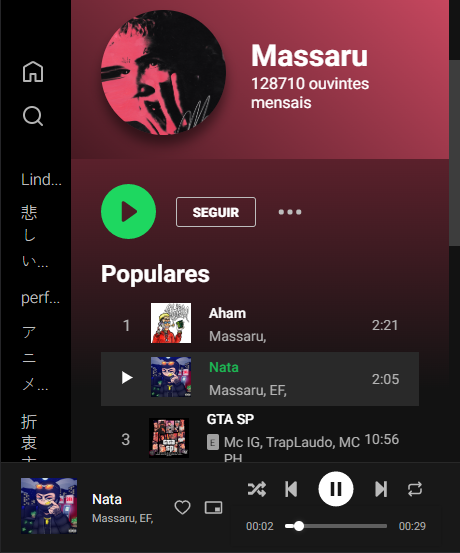 Massaru
128710 ouvintes
mensais
Lind...
悲
し
い...
perf...
ア
ニ
メ...
折
衷
SEGUIR
Populares
1
Aham
Massaru,
2:21
Nata
Massaru, EF,
2:05
3
GTA SP
E Mc IG, TrapLaudo, MC
PH
10:56
Nata
Massaru, EF,
00:02
00:29